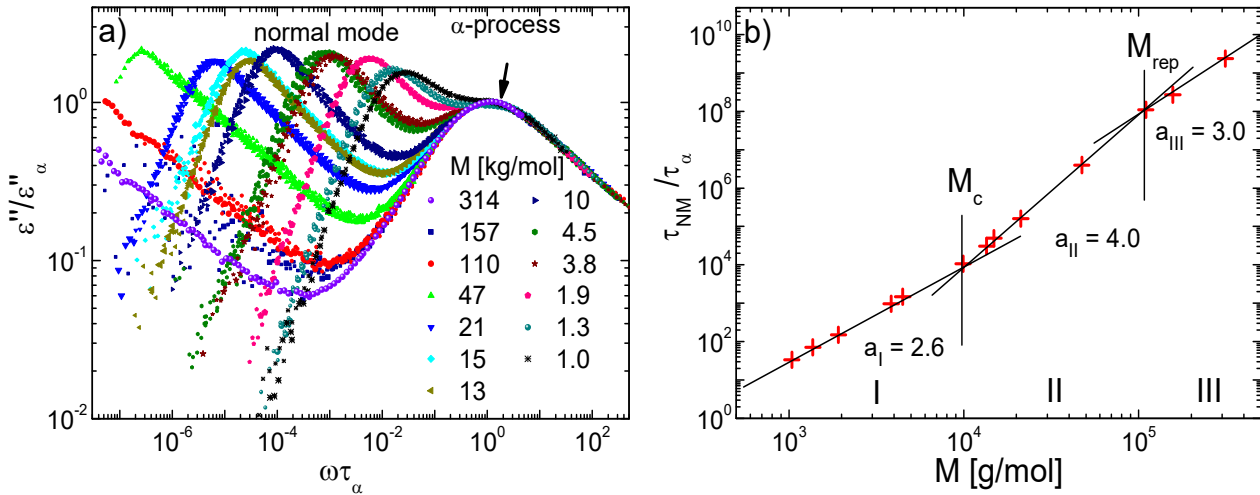 a)
normal mode
α-process
ε''/ε''α
10^0
10^-1
10^-2
10^-6
10^-4
10^-2
10^0
10^2
ωτα
M [kg/mol]
314
157
110
47
21
15
13
10
4.5
3.8
1.9
1.3
1.0
b)
τNM/τα
10^10
10^8
10^6
10^4
10^2
10^0
Mc
Mrep
aI = 2.6
aII = 4.0
aIII = 3.0
I
II
III
10^3
10^4
10^5
M [g/mol]